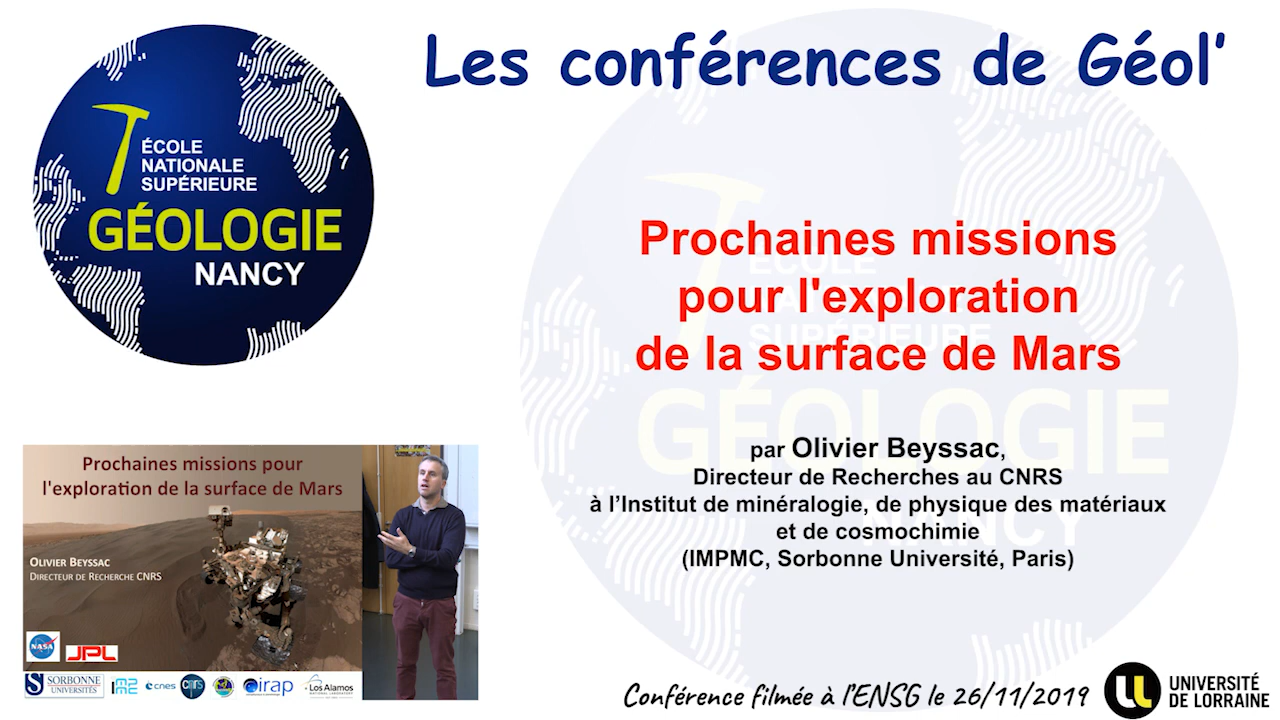 Les conférences de Géol'
ÉCOLE
NATIONALE
SUPÉRIEURE
GÉOLOGIE
NANCY
Prochaines missions
pour l'exploration
de la surface de Mars
par Olivier Beyssac,
Directeur de Recherches au CNRS
à l'Institut de minéralogie, de physique des matériaux
et de cosmochimie
(IMPMC, Sorbonne Université, Paris)
Prochaines missions pour
l'exploration de la surface de Mars
OLIVIER BEYSSAC
DIRECTEUR DE RECHERCHE CNRS
NASA
JPL
S SORBONNE
UNIVERSITÉS
cnes
cnrs
irap
Los Alamos
NATIONAL LABORATORY
Conférence filmée à l'ENSG le 26/11/2019
UNIVERSITÉ
DE LORRAINE